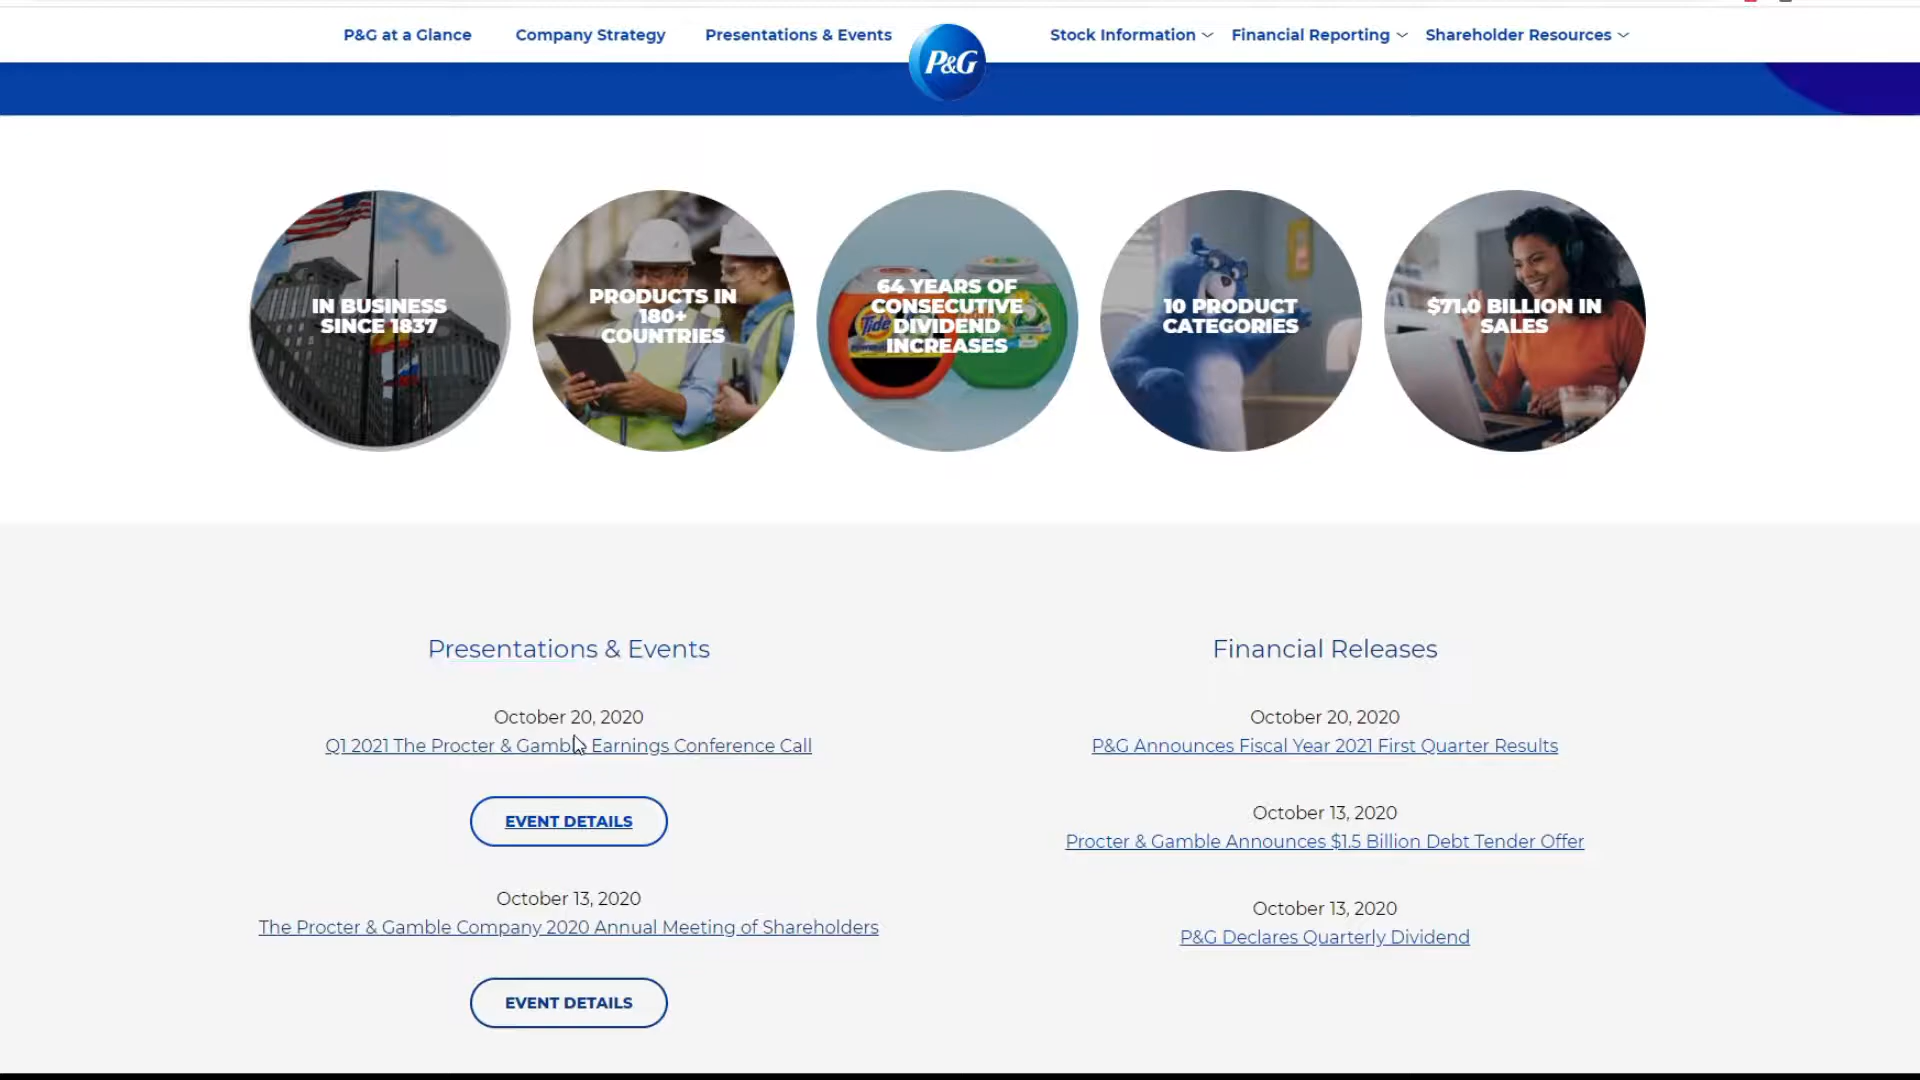 P&G at a Glance
Company Strategy
Presentations & Events
P&G
Stock Information
Financial Reporting
Shareholder Resources
IN BUSINESS
SINCE 1837
PRODUCTS IN
180+
COUNTRIES
64 YEARS OF
CONSECUTIVE
DIVIDEND
INCREASES
Tide
10 PRODUCT
CATEGORIES
$71.0 BILLION IN
SALES
Presentations & Events
October 20, 2020
Q1 2021 The Procter & Gamble Earnings Conference Call
EVENT DETAILS
October 13, 2020
The Procter & Gamble Company 2020 Annual Meeting of Shareholders
EVENT DETAILS
Financial Releases
October 20, 2020
P&G Announces Fiscal Year 2021 First Quarter Results
October 13, 2020
Procter & Gamble Announces $1.5 Billion Debt Tender Offer
October 13, 2020
P&G Declares Quarterly Dividend